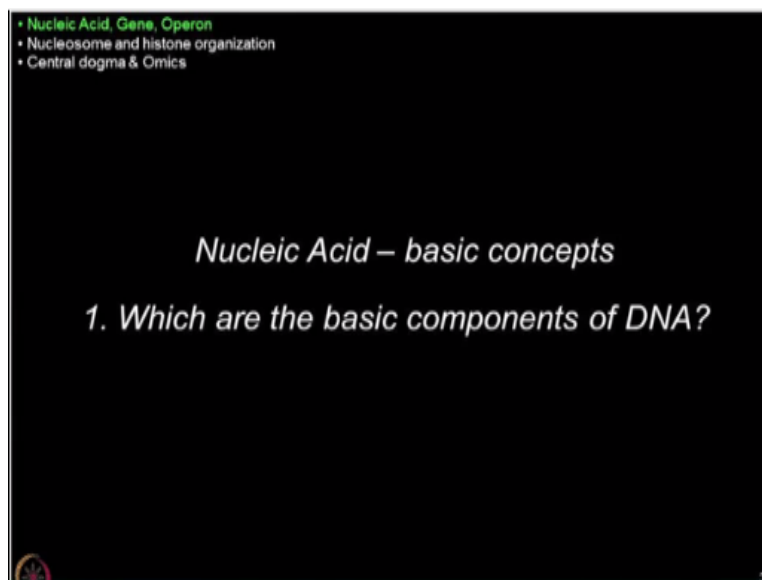 • Nucleic Acid, Gene, Operon
• Nucleosome and histone organization
• Central dogma & Omics
Nucleic Acid – basic concepts
1. Which are the basic components of DNA?